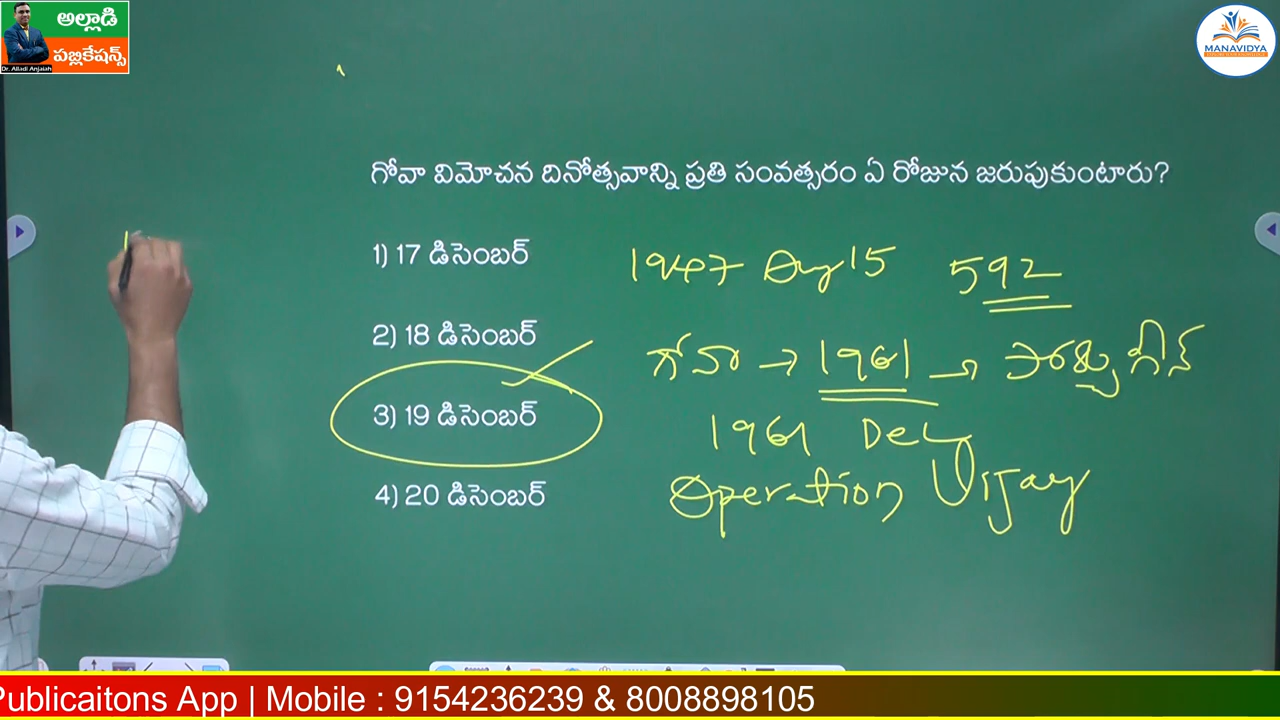 అల్లాడి
పబ్లికేషన్స్
Dr. Alladi Anjaiah
MANAVIDYA
గోవా విమోచన దినోత్సవాన్ని ప్రతి సంవత్సరం ఏ రోజున జరుపుకుంటారు?
1) 17 డిసెంబర్
1947 Aug 15 592
2) 18 డిసెంబర్
గోవా → 1961 → పోర్చుగీస్
3) 19 డిసెంబర్
1961 Dec
4) 20 డిసెంబర్
Operation Vijay
Publicaitons App | Mobile : 9154236239 & 8008898105